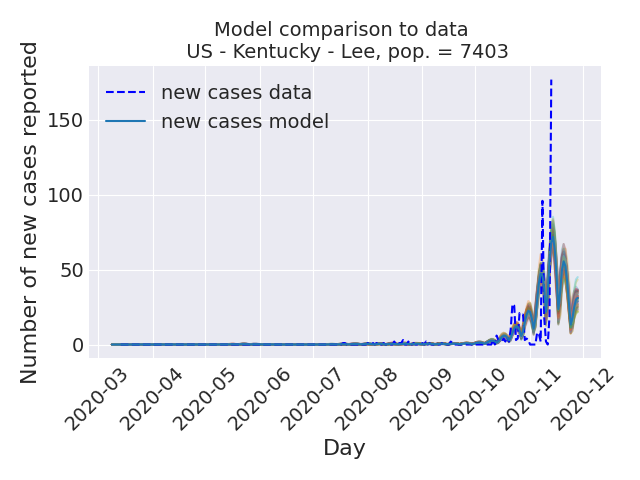 Model comparison to data
US - Kentucky - Lee, pop. = 7403
Number of new cases reported
new cases data
new cases model
150
100
50
0
2020-03
2020-04
2020-05
2020-06
2020-07
2020-08
2020-09
2020-10
2020-11
2020-12
Day